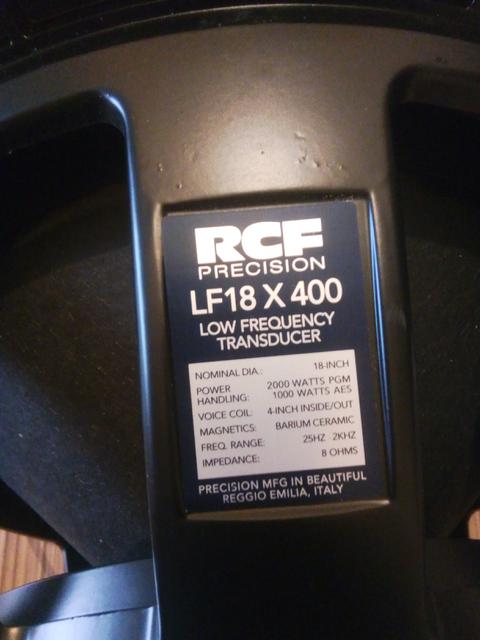 RCF
PRECISION
LF18 X 400
LOW FREQUENCY
TRANSDUCER
NOMINAL DIA.: 18-INCH
POWER HANDLING: 2000 WATTS PGM
1000 WATTS AES
VOICE COIL: 4-INCH INSIDE/OUT
MAGNETICS: BARIUM CERAMIC
FREQ. RANGE: 25HZ 2KHZ
IMPEDANCE: 8 OHMS
PRECISION MFG IN BEAUTIFUL
REGGIO EMILIA, ITALY